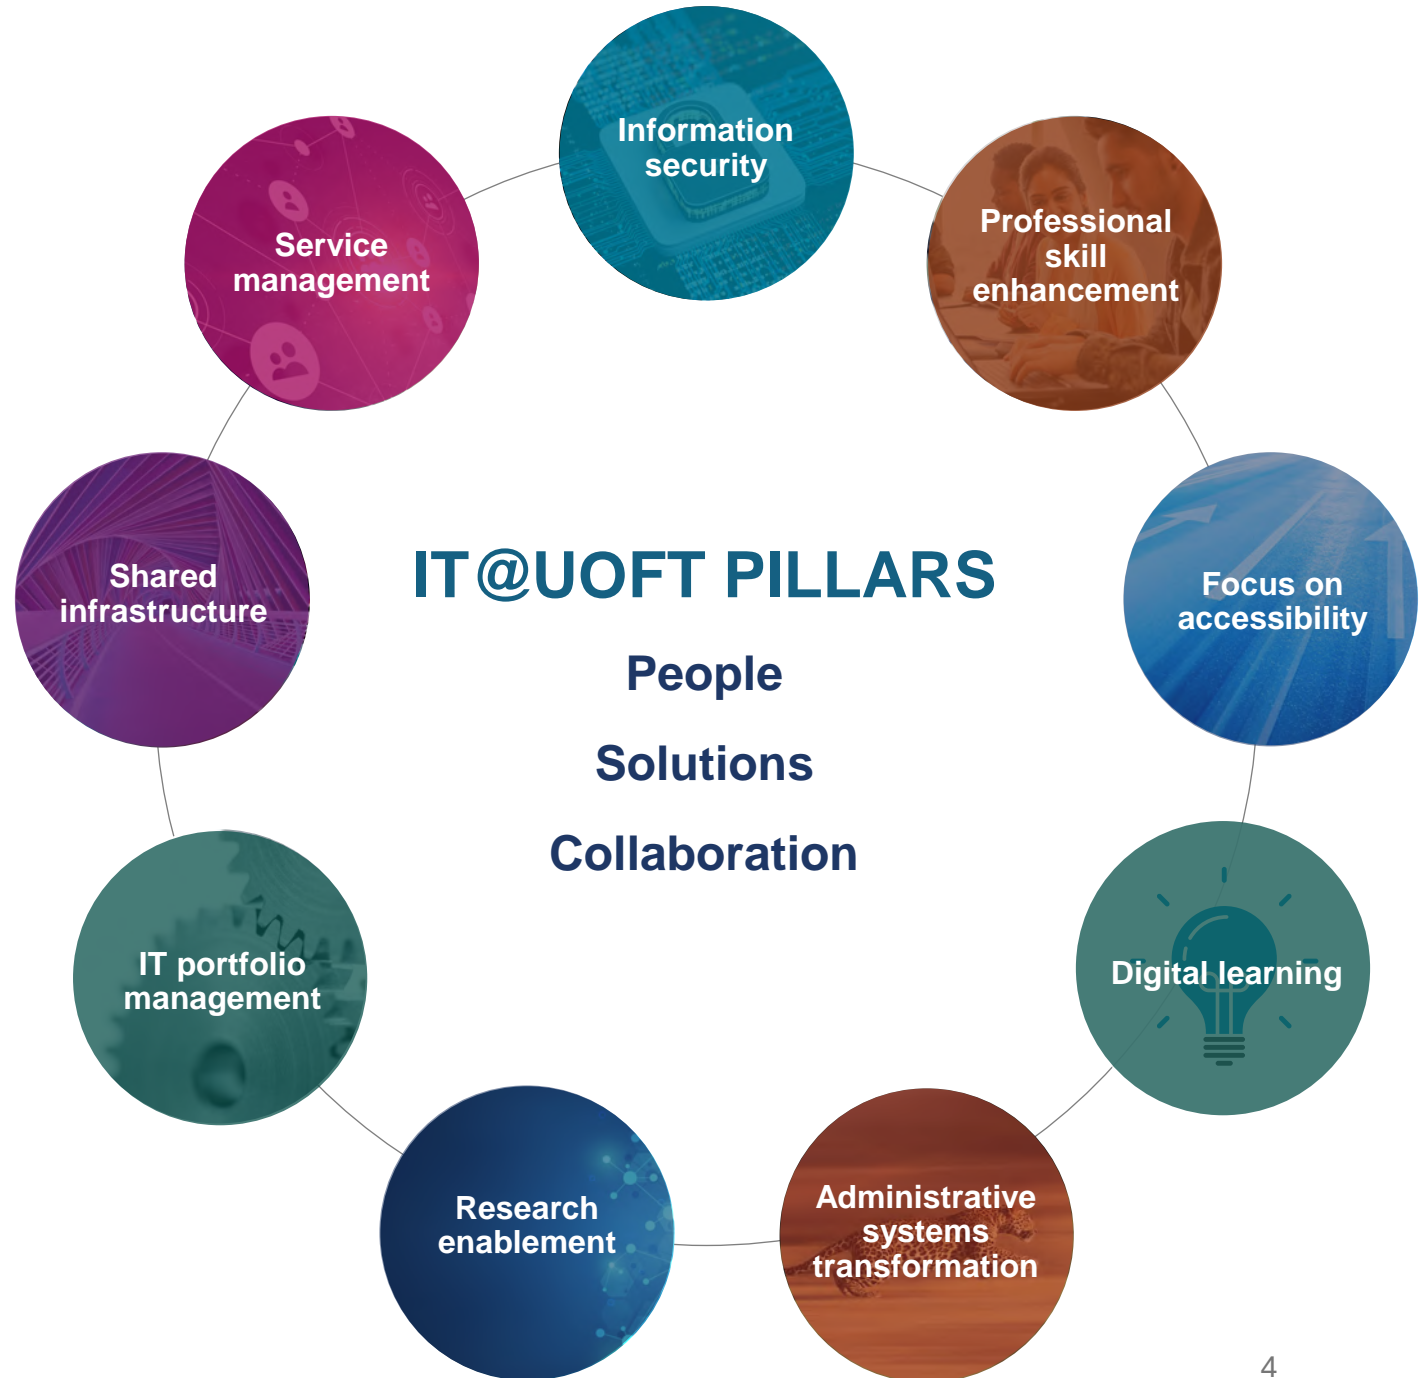 Information
security
Professional
skill
enhancement
Focus on
accessibility
Digital learning
Administrative
systems
transformation
Research
enablement
IT portfolio
management
Shared
infrastructure
Service
management
IT@UOFT PILLARS
People
Solutions
Collaboration
4